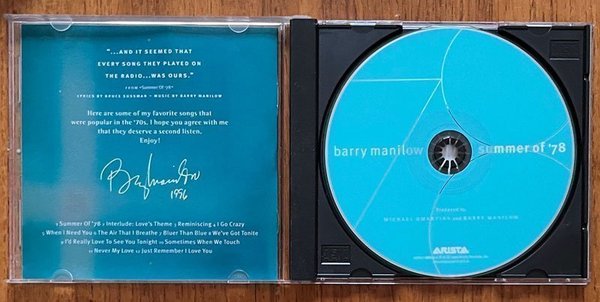 "...AND IT SEEMED THAT
EVERY SONG THEY PLAYED ON
THE RADIO...WAS OURS."
FROM "Summer Of '78"
LYRICS BY BRUCE SUSSMAN – MUSIC BY BARRY MANILOW
Here are some of my favorite songs that
were popular in the '70s. I hope you agree with me
that they deserve a second listen.
Enjoy!
Barry Manilow
1996
1 Summer Of '78 2 Interlude: Love's Theme 3 Reminiscing 4 I Go Crazy
5 When I Need You 6 The Air That I Breathe 7 Bluer Than Blue 8 We've Got Tonite
9 I'd Really Love To See You Tonight 10 Sometimes When We Touch
11 Never My Love 12 Just Remember I Love You
barry manilow summer of '78
Produced by
MICHAEL OMARTIAN and BARRY MANILOW
ARISTA